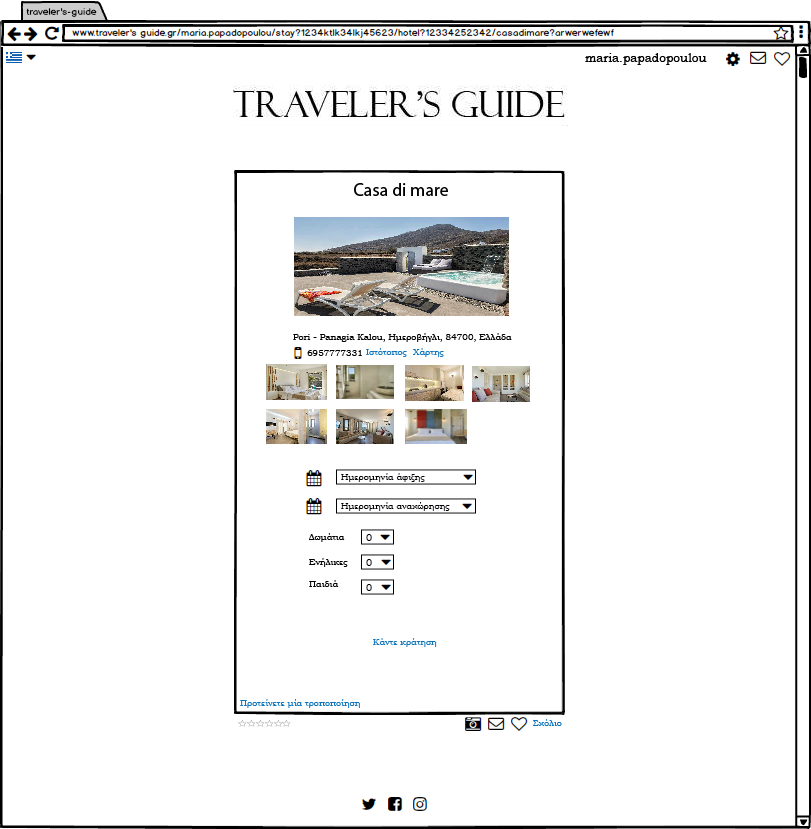 traveler's-guide
www.traveler's guide.gr/maria.papadopoulou/stay?1234ktlk34lkj45623/hotel?12334252342/casadimare?arwerwefewf
maria.papadopoulou
TRAVELER'S GUIDE
Casa di mare
Pori - Panagia Kalou, Ημεροβήγλι, 84700, Ελλάδα
6957777331 Ιστότοπος Χάρτης
Ημερομηνία άφιξης
Ημερομηνία αναχώρησης
Δωμάτια 0
Ενήλικες 0
Παιδιά 0
Κάντε κράτηση
Προτείνετε μία τροποποίηση
Σχόλιο